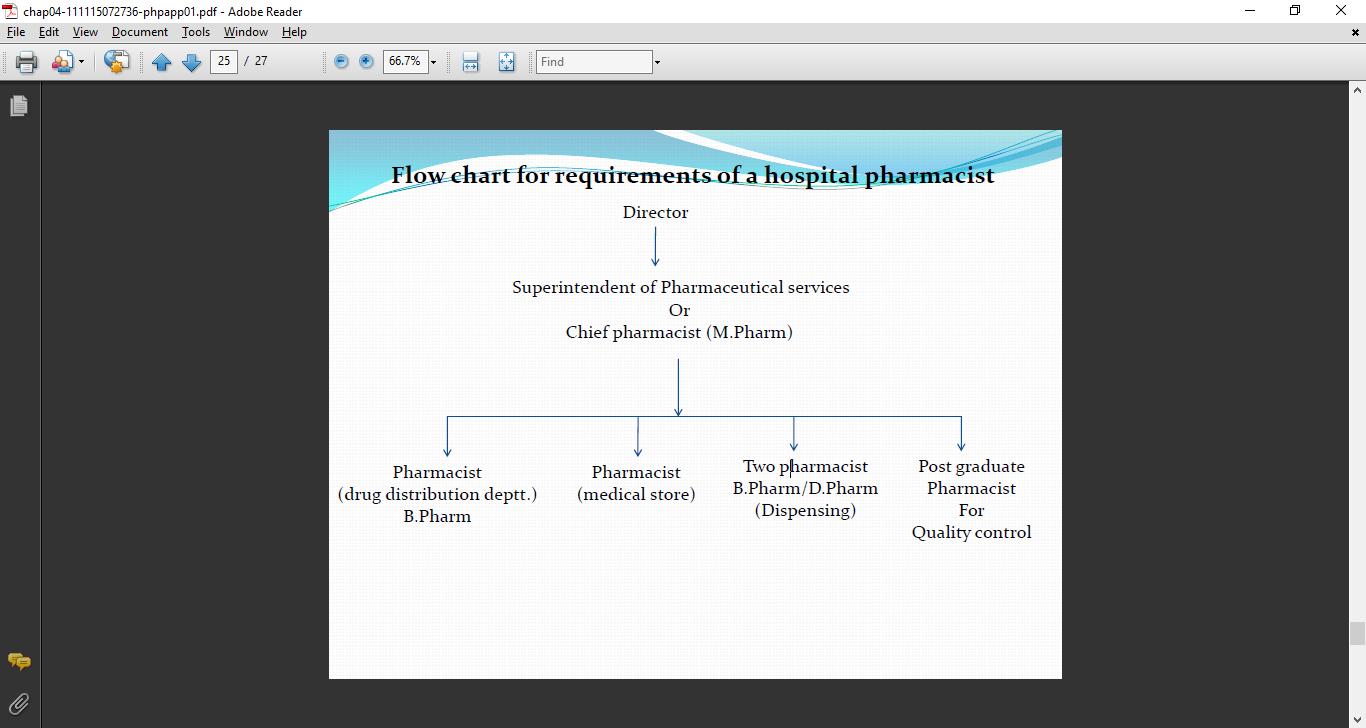 chap04-111115072736-phpapp01.pdf - Adobe Reader
File Edit View Document Tools Window Help
25 / 27 66.7% Find
Flow chart for requirements of a hospital pharmacist
Director
Superintendent of Pharmaceutical services
Or
Chief pharmacist (M.Pharm)
Pharmacist
(drug distribution deptt.)
B.Pharm
Pharmacist
(medical store)
Two pharmacist
B.Pharm/D.Pharm
(Dispensing)
Post graduate
Pharmacist
For
Quality control